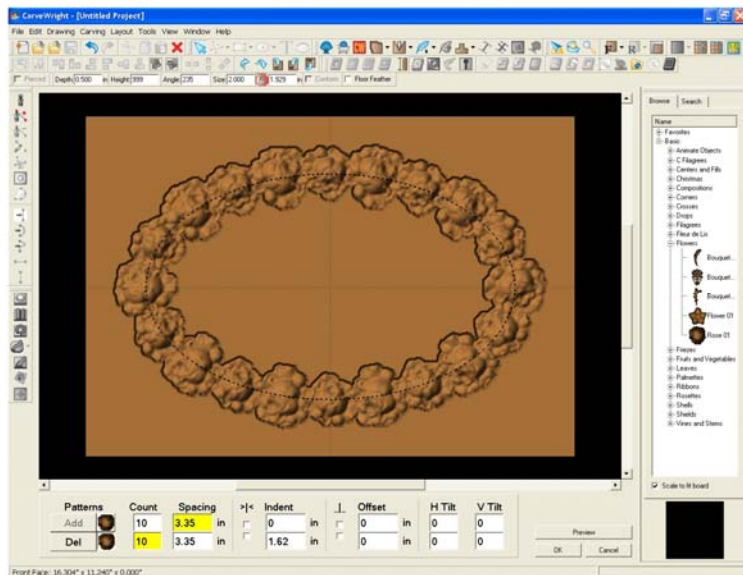 CarveWright - [Untitled Project]
File Edit Drawing Carving Layout Tools View Window Help
Pierced Depth: 0.500 in Height: 999 Angle: 235 Size: 2.000 1.929 in Contain Floor Feather
Browse Search
Name
Favorites
Basic
Animate Objects
C Filagrees
Centers and Fills
Christmas
Compositions
Corners
Crosses
Drops
Filagrees
Fleur de Lis
Flowers
Bouquet...
Bouquet...
Bouquet...
Flower 01
Rose 01
Friezes
Fruits and Vegetables
Leaves
Palmettes
Ribbons
Rosettes
Shells
Shields
Vines and Stems
Scale to fit board
Patterns Count Spacing >|< Indent _|_ Offset H Tilt V Tilt
Add 10 3.35 in 0 in 0 in 0 0
Del 10 3.35 in 1.62 in 0 in 0 0
Preview
OK Cancel
Front Face: 16.304" x 11.240" x 0.000"